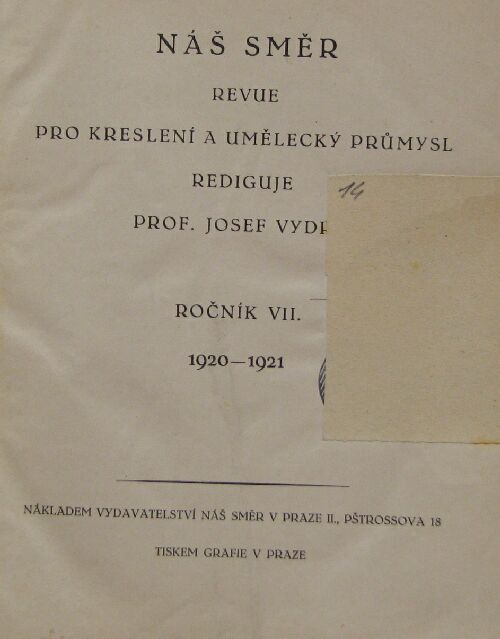 NÁŠ SMĚR
REVUE
PRO KRESLENÍ A UMĚLECKÝ PRŮMYSL
REDIGUJE
14
PROF. JOSEF
ROČNÍK VII.
1920—1921
NÁKLADEM VYDAVATELSTVÍ NÁŠ SMĚR V PRAZE II., PŠTROSSOVA 18
TISKEM GRAFIE V PRAZE